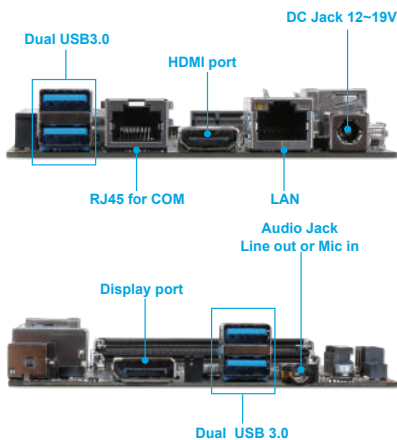 DC Jack 12~19V
Dual USB3.0
HDMI port
RJ45 for COM
LAN
Audio Jack
Line out or Mic in
Display port
Dual USB 3.0